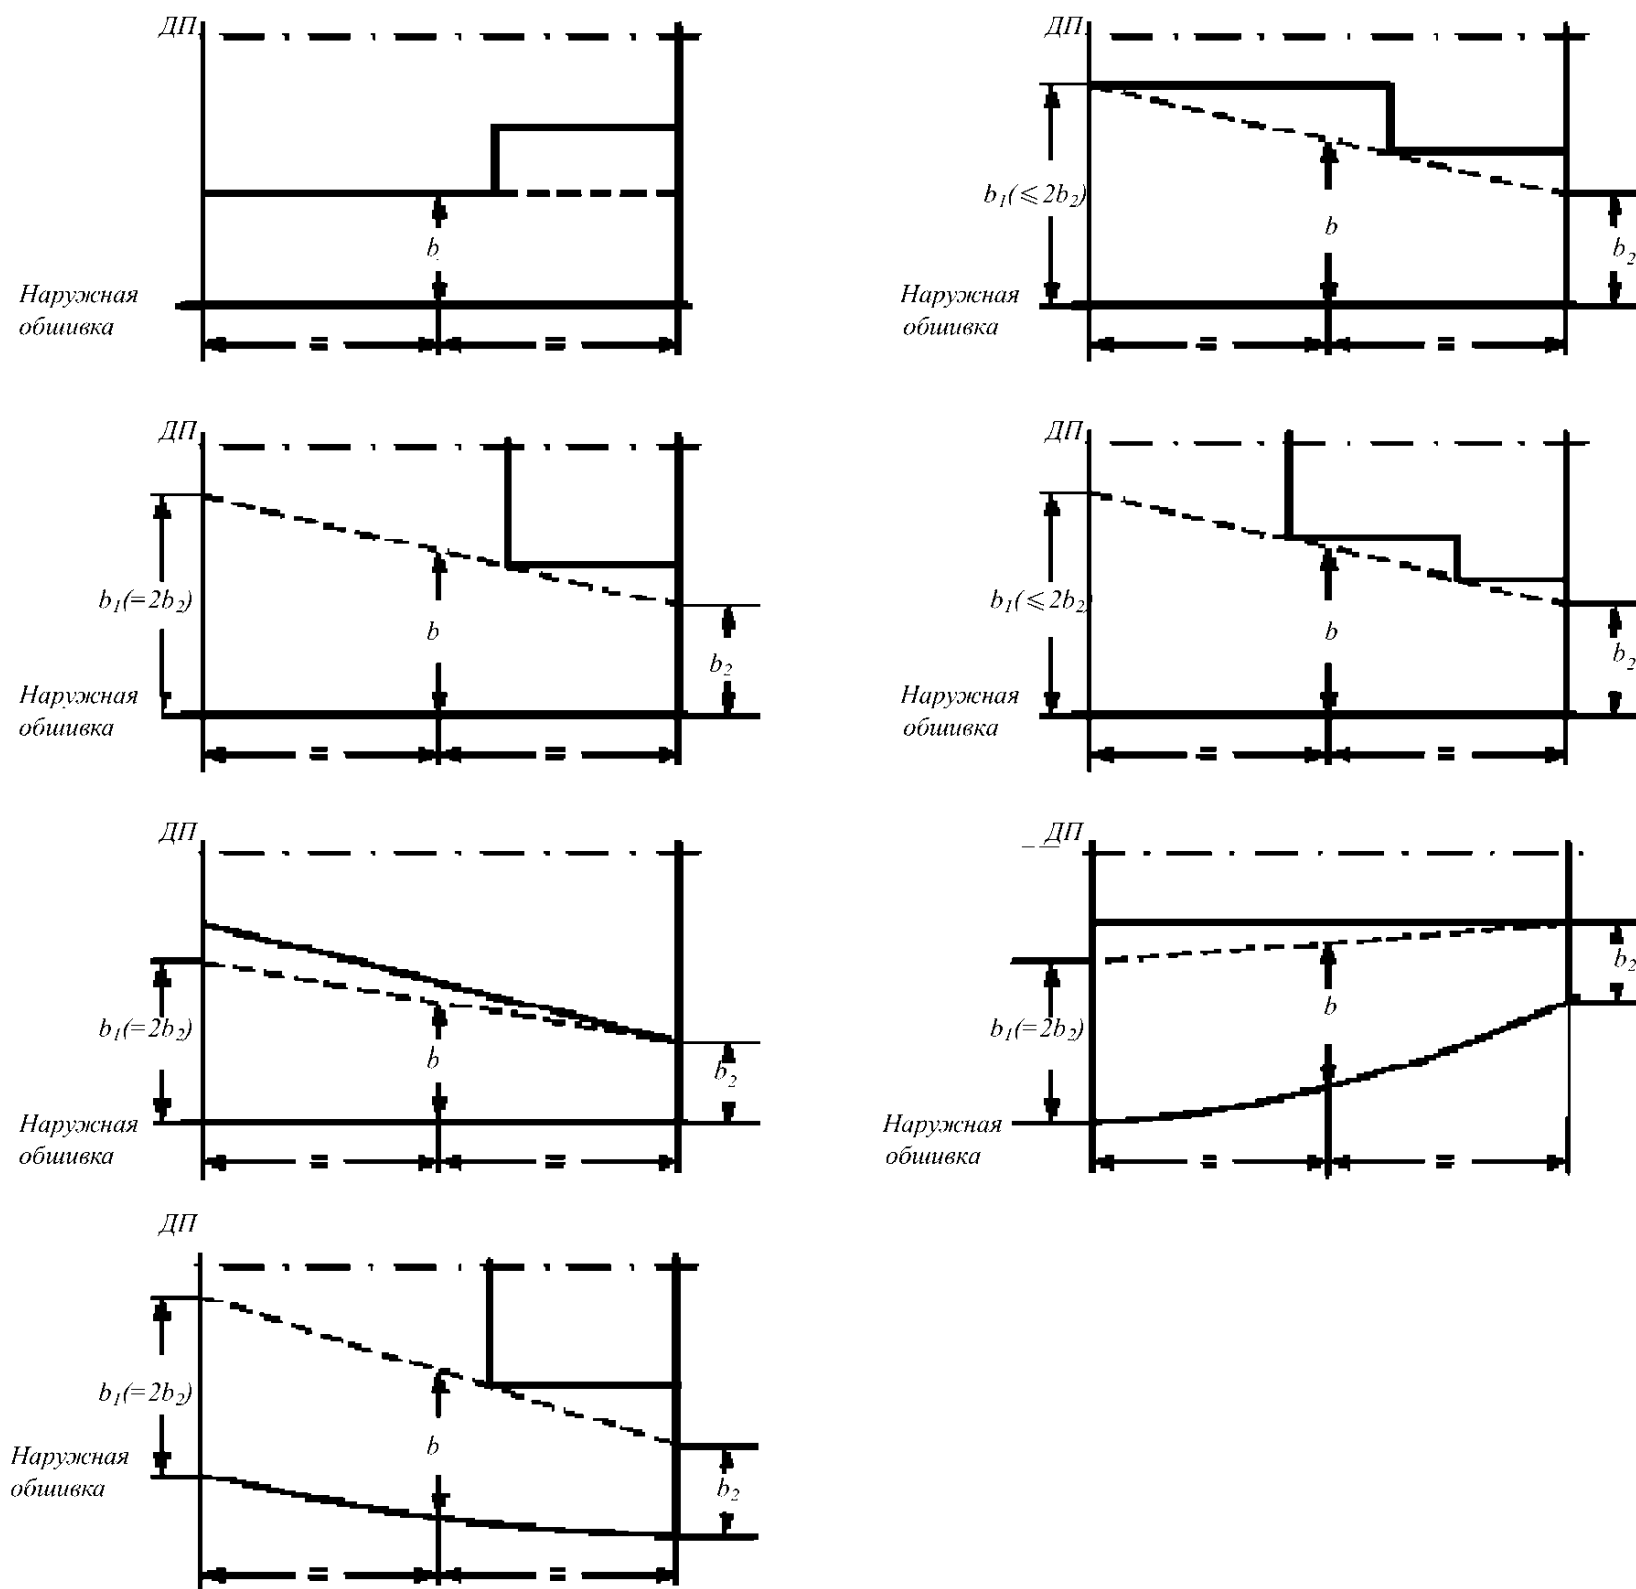 ДП
b
Наружная
обшивка
=
=
ДП
b₁(≤2b₂)
b
b₂
Наружная
обшивка
=
=
ДП
b₁(=2b₂)
b
b₂
Наружная
обшивка
=
=
ДП
b₁(≤2b₂)
b
b₂
Наружная
обшивка
=
=
ДП
b₁(=2b₂)
b
b₂
Наружная
обшивка
=
=
ДП
b₂
b₁(=2b₂)
b
Наружная
обшивка
=
=
ДП
b₁(=2b₂)
b
Наружная
обшивка
b₂
=
=